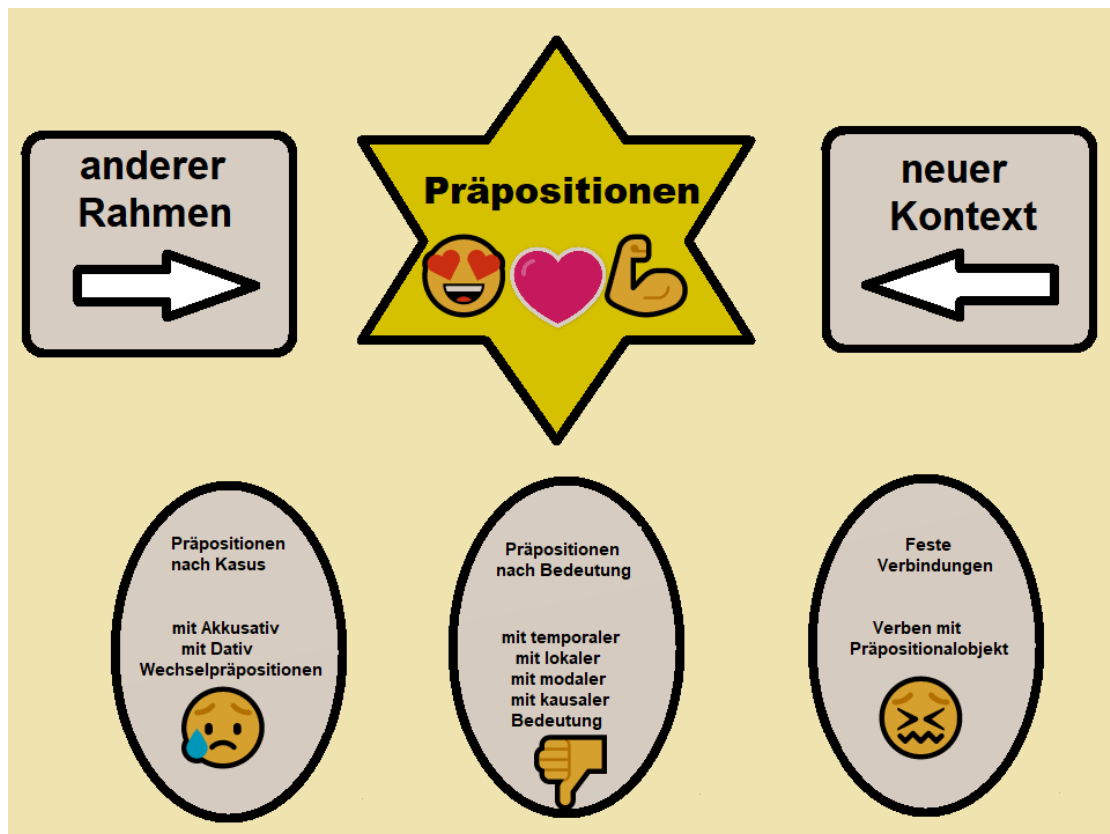 anderer
Rahmen
Präpositionen
neuer
Kontext
Präpositionen
nach Kasus
mit Akkusativ
mit Dativ
Wechselpräpositionen
Präpositionen
nach Bedeutung
mit temporaler
mit lokaler
mit modaler
mit kausaler
Bedeutung
Feste
Verbindungen
Verben mit
Präpositionalobjekt